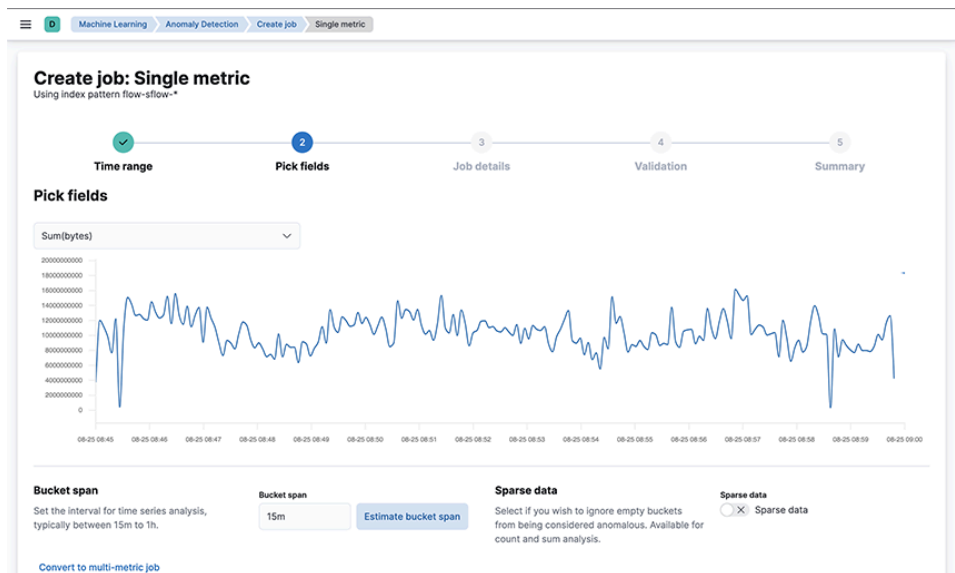 D Machine Learning Anomaly Detection Create job Single metric
Create job: Single metric
Using index pattern flow-sflow-*
2 3 4 5
Time range Pick fields Job details Validation Summary
Pick fields
Sum(bytes)
20000000000
18000000000
16000000000
14000000000
12000000000
10000000000
8000000000
6000000000
4000000000
2000000000
0
08-25 08:45 08-25 08:46 08-25 08:47 08-25 08:48 08-25 08:49 08-25 08:50 08-25 08:51 08-25 08:52 08-25 08:53 08-25 08:54 08-25 08:55 08-25 08:56 08-25 08:57 08-25 08:58 08-25 08:59 08-25 09:00
Bucket span
Set the interval for time series analysis,
typically between 15m to 1h.
Bucket span
15m Estimate bucket span
Sparse data
Select if you wish to ignore empty buckets
from being considered anomalous. Available for
count and sum analysis.
Sparse data
Sparse data
Convert to multi-metric job